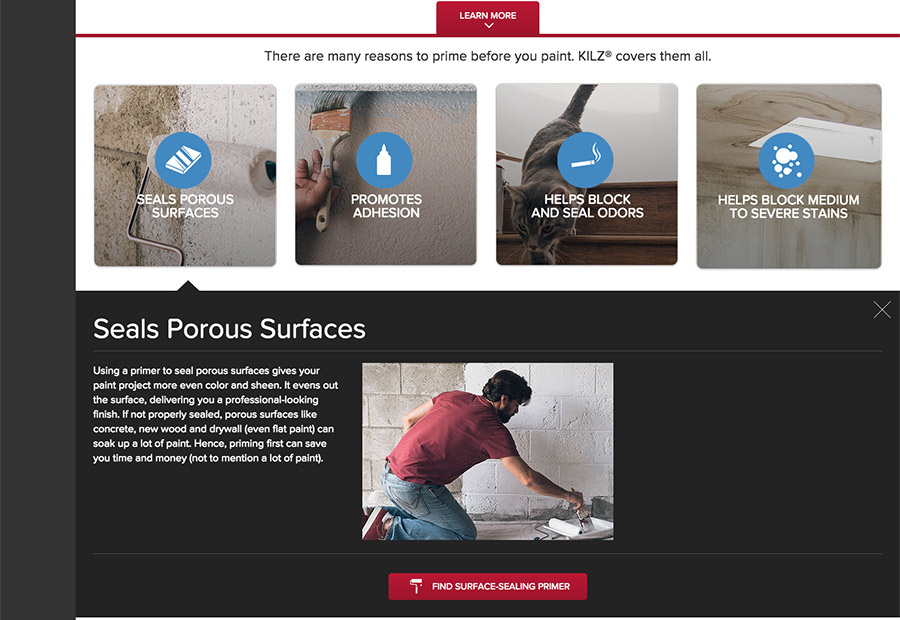 LEARN MORE
There are many reasons to prime before you paint. KILZ® covers them all.
SEALS POROUS
SURFACES
PROMOTES
ADHESION
HELPS BLOCK
AND SEAL ODORS
HELPS BLOCK MEDIUM
TO SEVERE STAINS
Seals Porous Surfaces
Using a primer to seal porous surfaces gives your
paint project more even color and sheen. It evens out
the surface, delivering you a professional-looking
finish. If not properly sealed, porous surfaces like
concrete, new wood and drywall (even flat paint) can
soak up a lot of paint. Hence, priming first can save
you time and money (not to mention a lot of paint).
FIND SURFACE-SEALING PRIMER